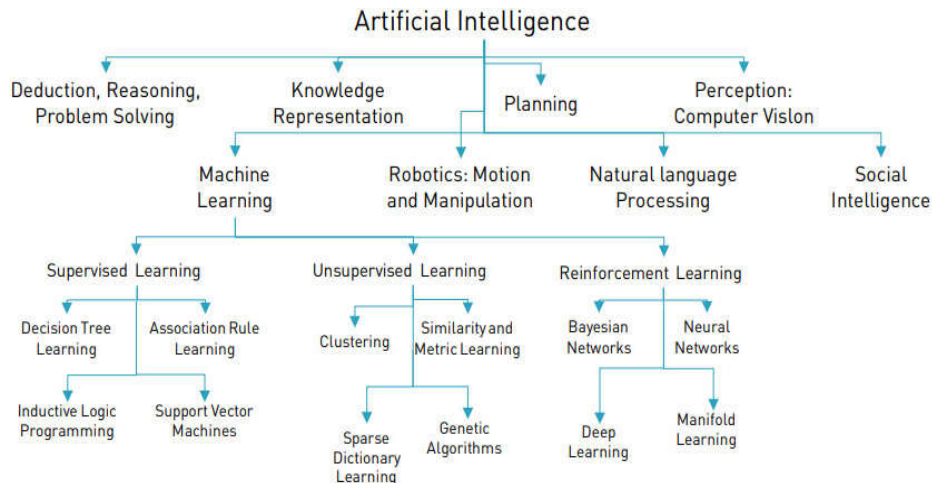 Artificial Intelligence
Deduction, Reasoning,
Problem Solving
Knowledge
Representation
Planning
Perception:
Computer Vislon
Machine
Learning
Robotics: Motion
and Manipulation
Natural language
Processing
Social
Intelligence
Supervised Learning
Unsupervised Learning
Reinforcement Learning
Decision Tree
Learning
Association Rule
Learning
Clustering
Similarity and
Metric Learning
Bayesian
Networks
Neural
Networks
Inductive Logic
Programming
Support Vector
Machines
Sparse
Dictionary
Learning
Genetic
Algorithms
Deep
Learning
Manifold
Learning